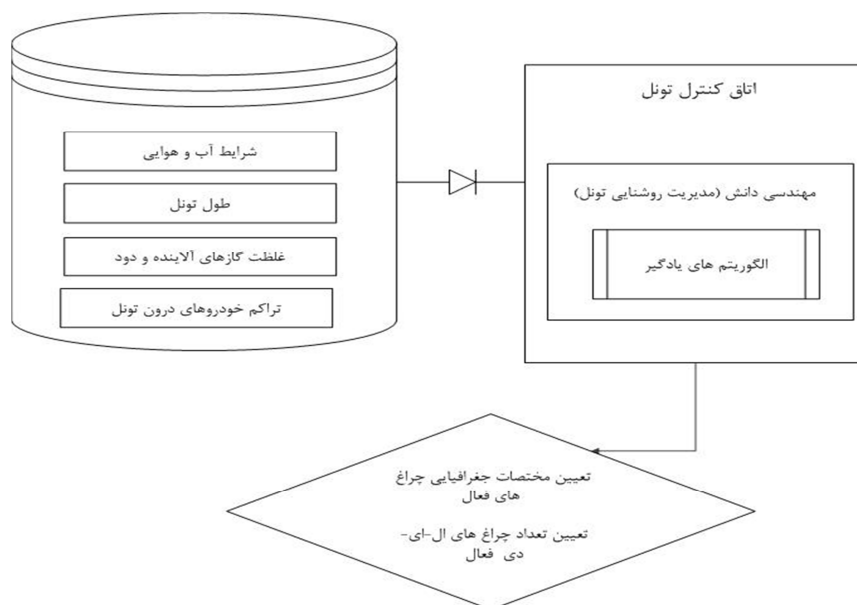 اتاق کنترل تونل
شرایط آب و هوایی
طول تونل
غلظت گازهای آلاینده و دود
تراکم خودروهای درون تونل
مهندسی دانش (مدیریت روشنایی تونل)
الگوریتم های یادگیر
تعیین مختصات جغرافیایی چراغ
های فعال
تعیین تعداد چراغ های ال-ای-
دی فعال